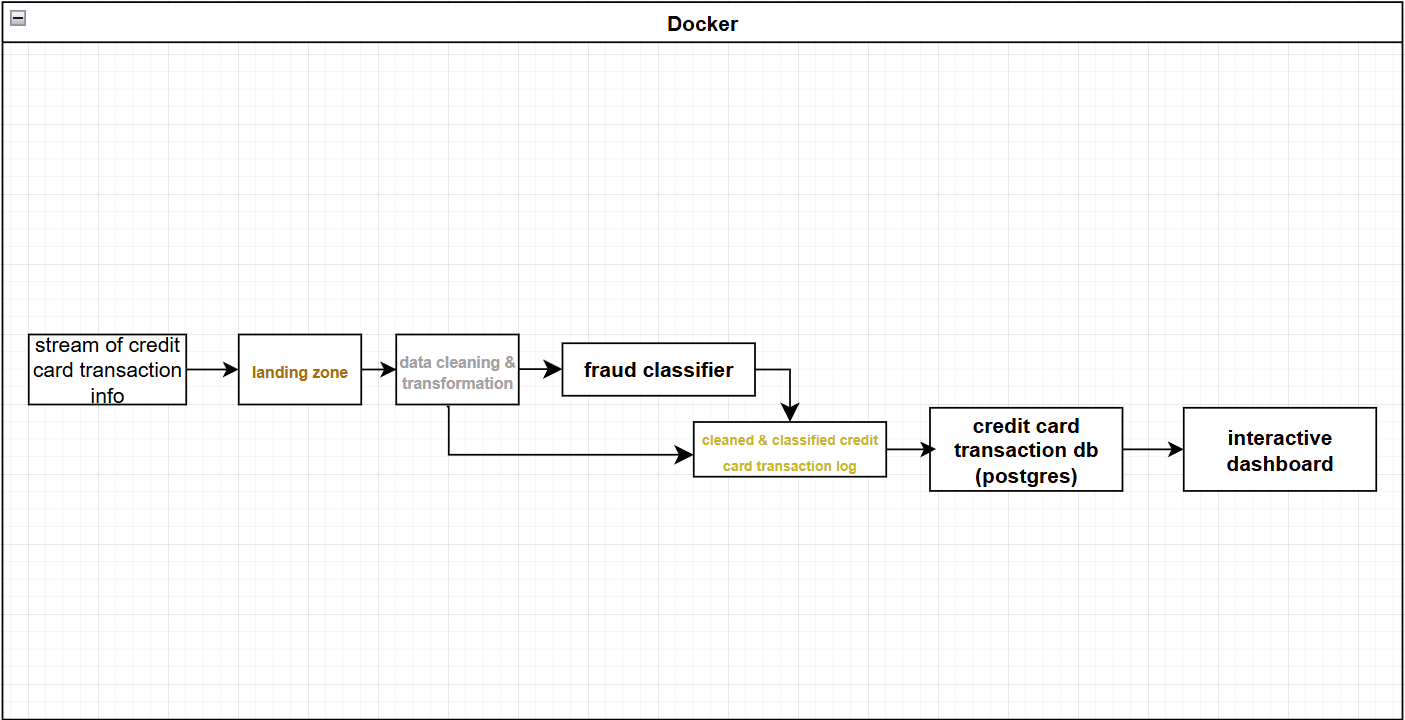 Docker
stream of credit
card transaction
info
landing zone
data cleaning &
transformation
fraud classifier
cleaned & classified credit
card transaction log
credit card
transaction db
(postgres)
interactive
dashboard